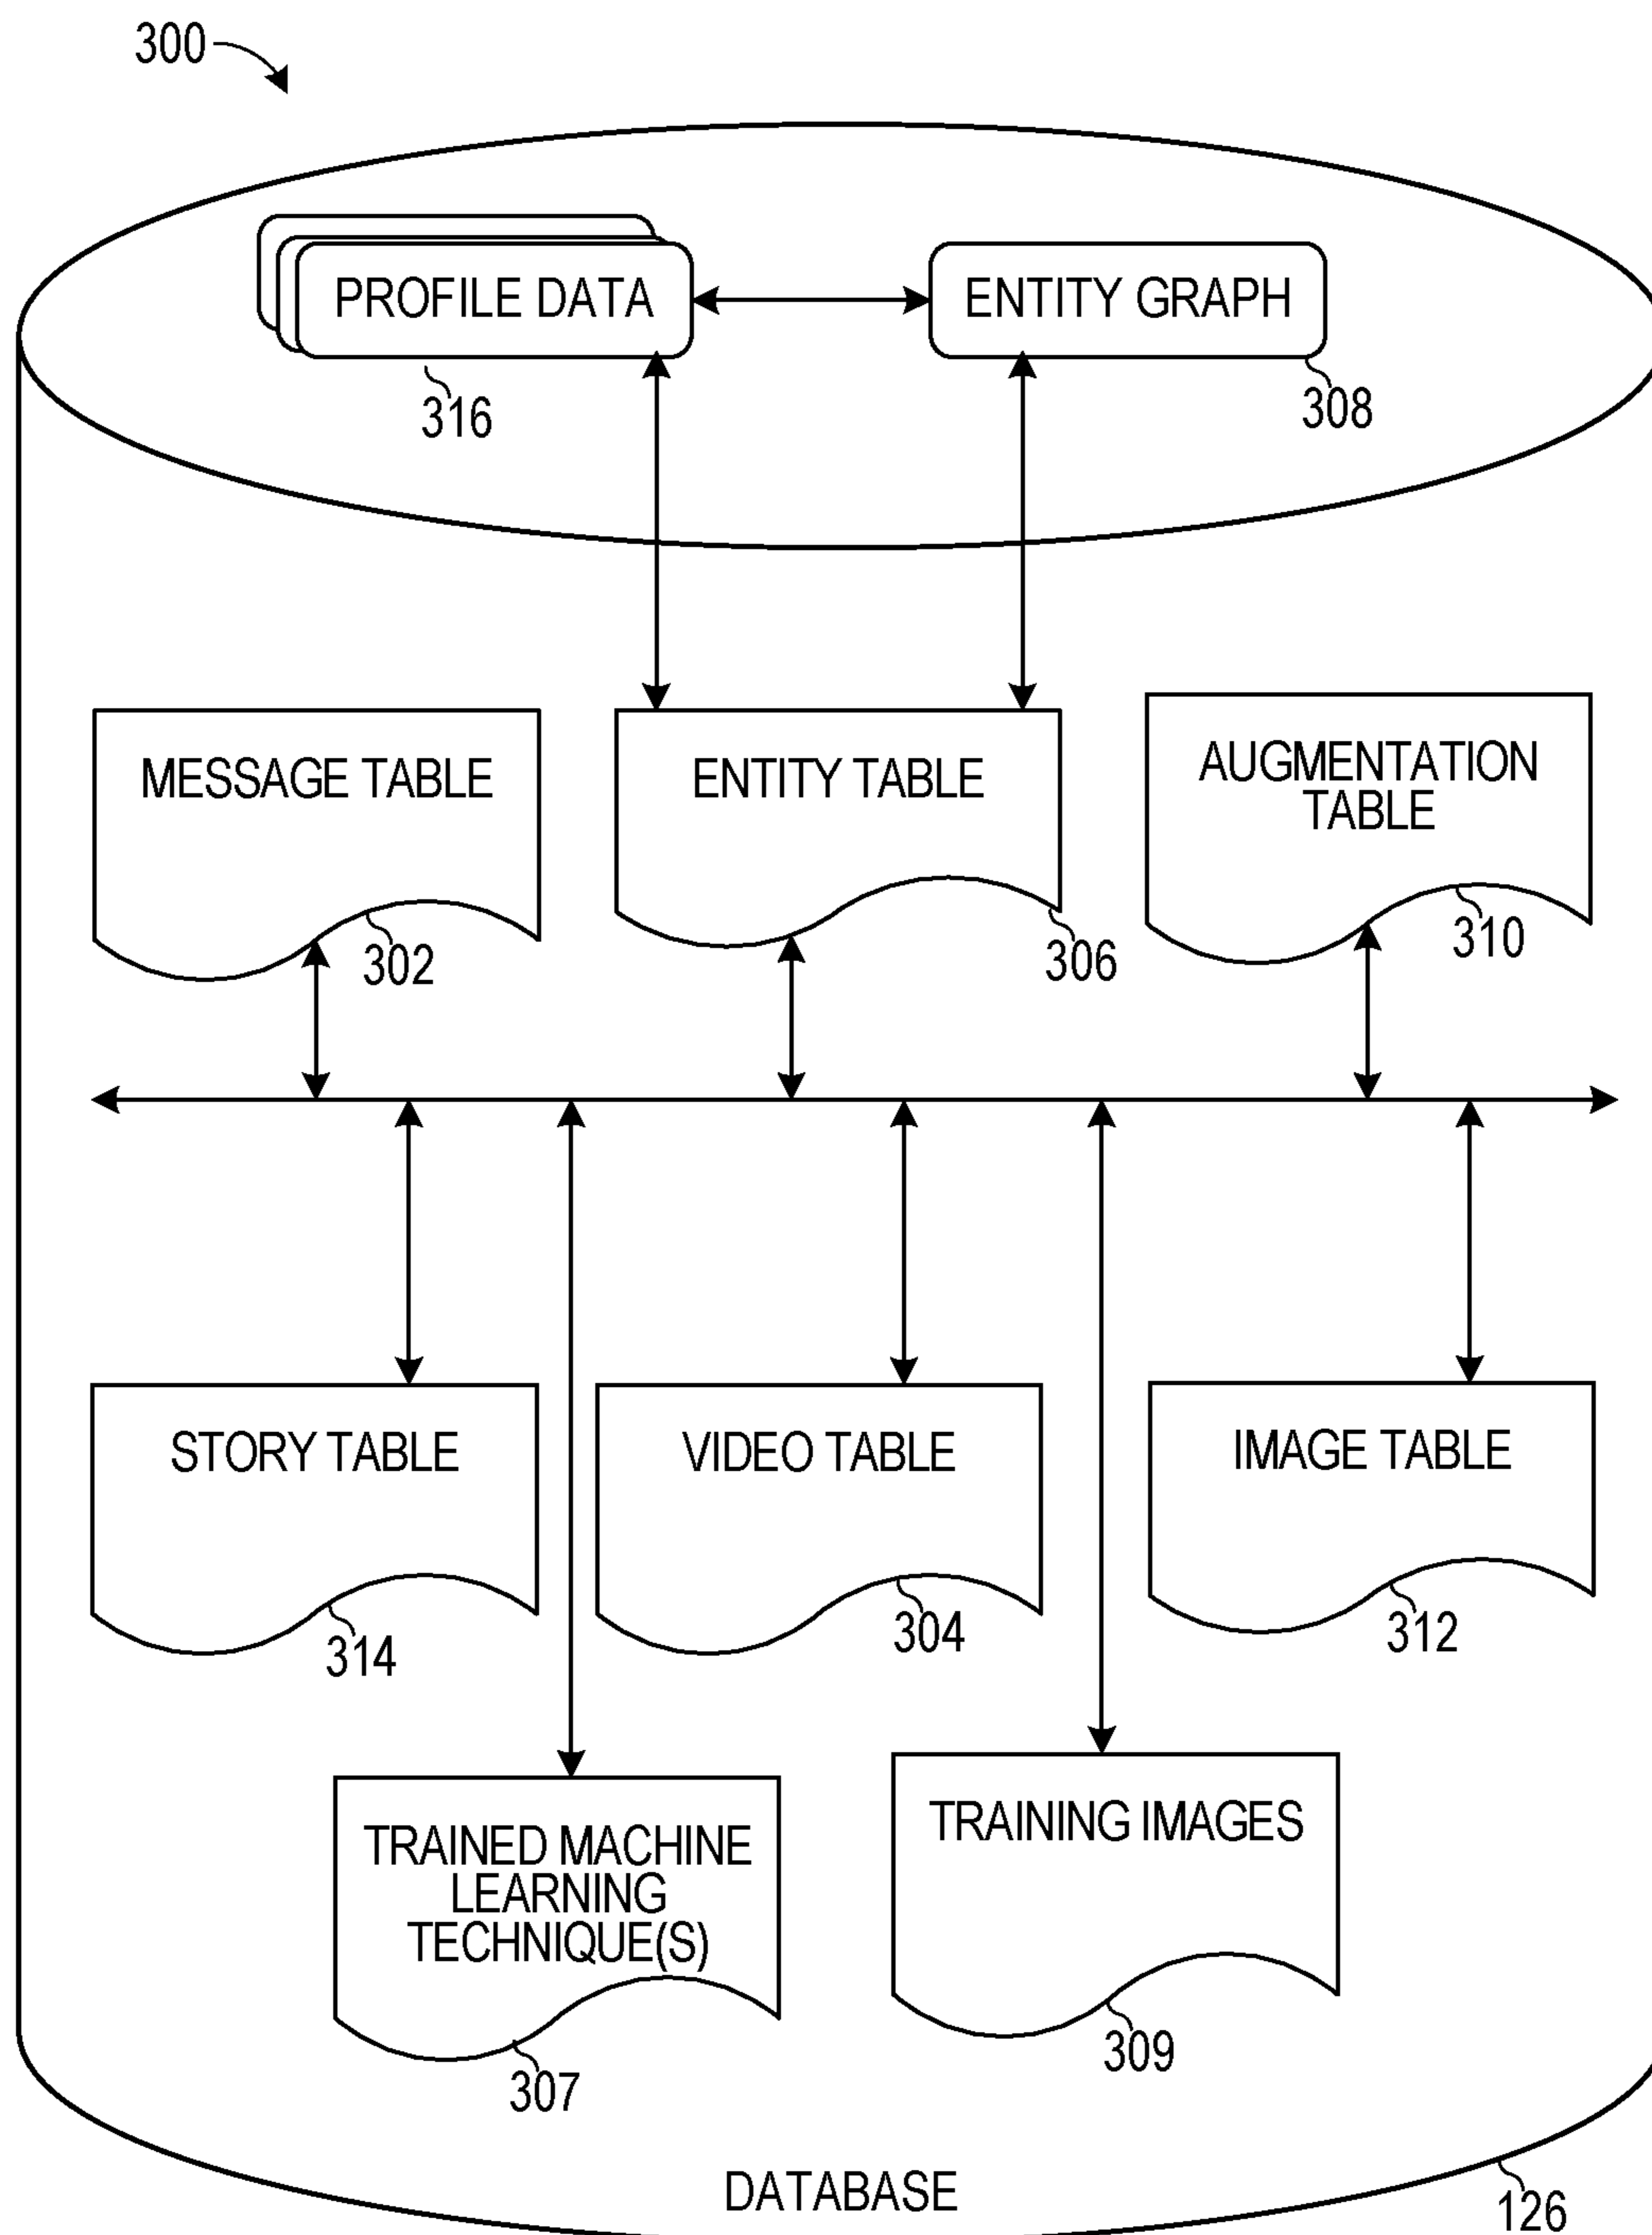 300
PROFILE DATA
ENTITY GRAPH
316
308
MESSAGE TABLE
ENTITY TABLE
AUGMENTATION
TABLE
302
306
310
STORY TABLE
VIDEO TABLE
IMAGE TABLE
314
304
312
TRAINED MACHINE
LEARNING
TECHNIQUE(S)
TRAINING IMAGES
307
309
DATABASE
126